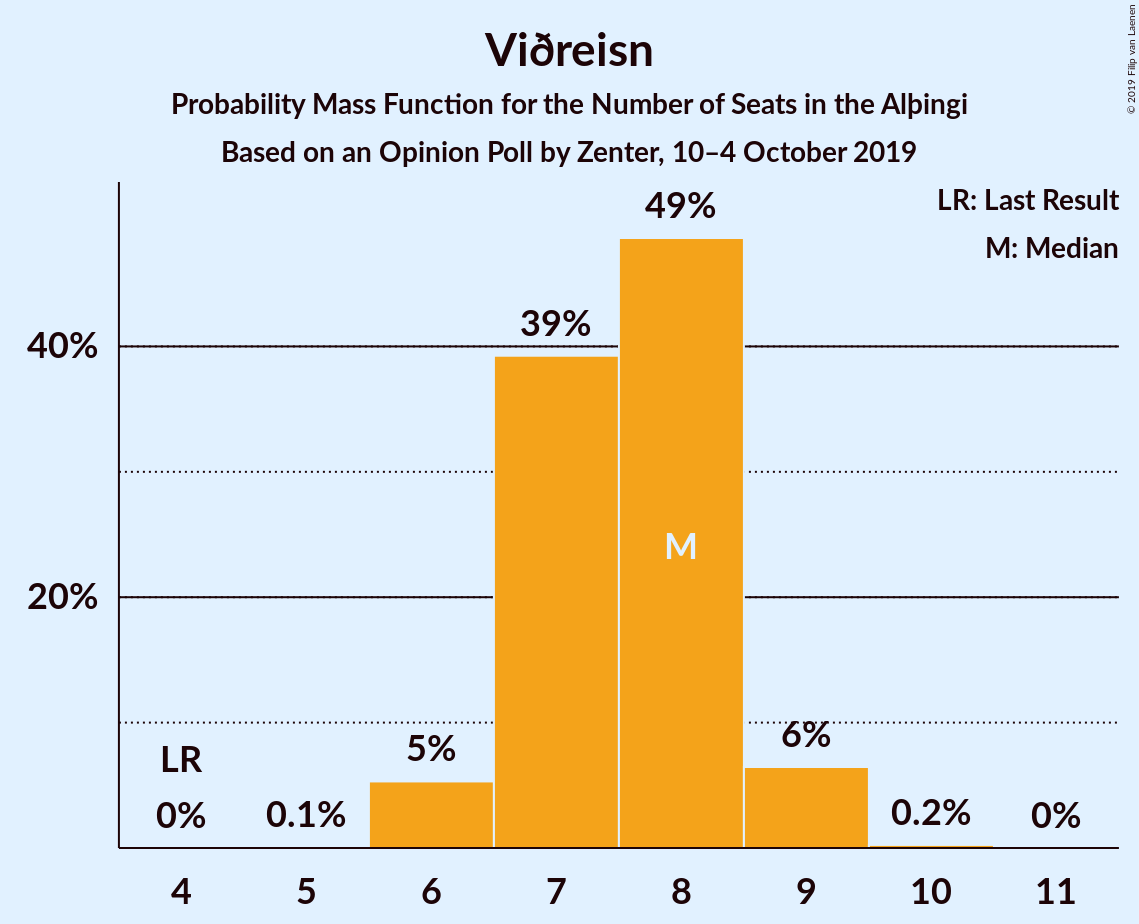 Viðreisn
Probability Mass Function for the Number of Seats in the Alþingi
Based on an Opinion Poll by Zenter, 10–4 October 2019
© 2019 Filip van Laenen
LR: Last Result
M: Median
49%
39%
40%
M
20%
6%
5%
LR
0%
0.1%
0.2%
0%
4
5
6
7
8
9
10
11